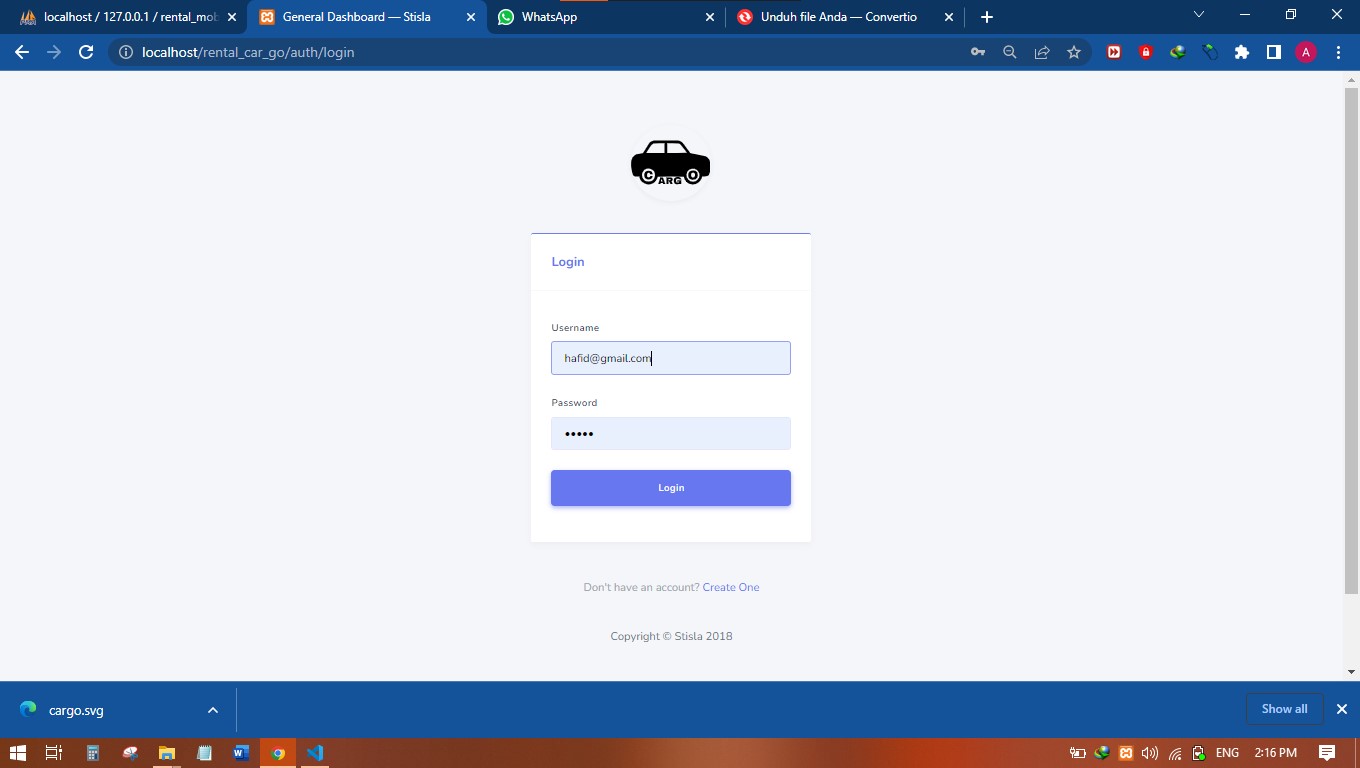 localhost / 127.0.0.1 / rental_mob
General Dashboard — Stisla
WhatsApp
Unduh file Anda — Convertio
localhost/rental_car_go/auth/login
A
CARGO
Login
Username
hafid@gmail.com
Password
Login
Don't have an account? Create One
Copyright © Stisla 2018
cargo.svg
Show all
ENG
2:16 PM